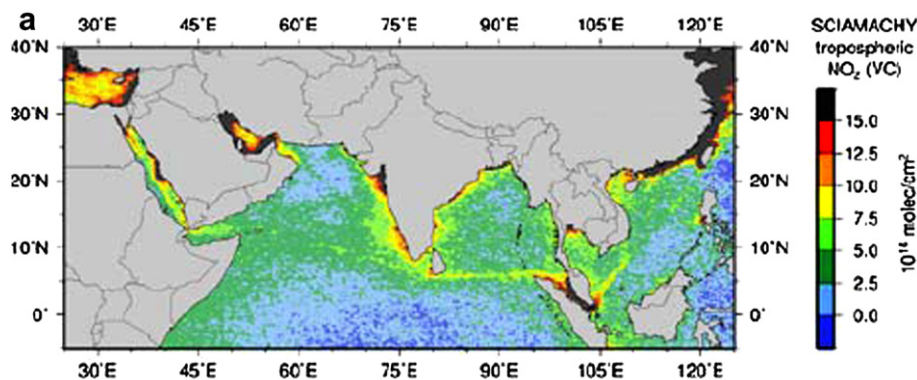 a
30°E 45°E 60°E 75°E 90°E 105°E 120°E
SCIAMACHY
tropospheric
NO₂ (VC)
40°N 40°N
30°N 30°N
20°N 20°N
10°N 10°N
0° 0°
15.0
12.5
10.0
7.5
5.0
2.5
0.0
10¹⁴ molec/cm²
30°E 45°E 60°E 75°E 90°E 105°E 120°E